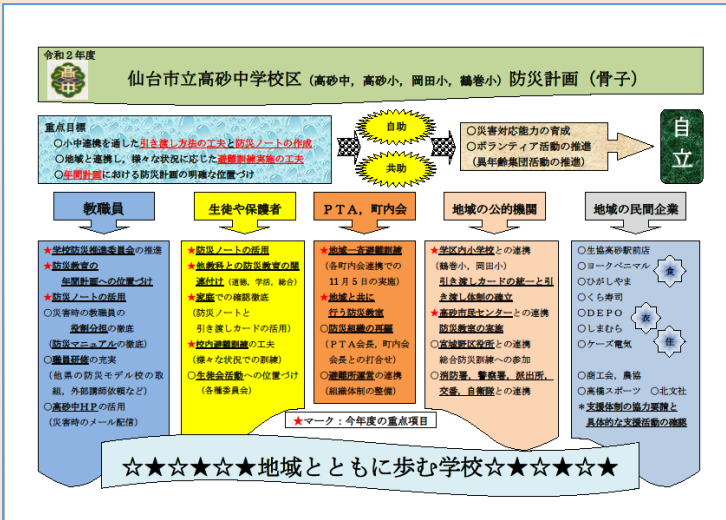 令和２年度
仙台市立高砂中学校区（高砂中，高砂小，岡田小，鶴巻小）防災計画（骨子）
重点目標
○小中連携を通した引き渡し方法の工夫と防災ノートの作成
○地域と連携し，様々な状況に応じた避難訓練実施の工夫
○年間計画における防災計画の明確な位置づけ
自助
共助
○災害対応能力の育成
○ボランティア活動の推進
（異年齢集団活動の推進）
自立
教職員
★学校防災推進委員会の推進
★防災教育の
年間計画への位置づけ
★防災ノートの活用
○災害時の教職員の
役割分担の徹底
（防災マニュアルの徹底）
○職員研修の充実
（他県の防災モデル校の取
組，外部講師依頼など）
○高砂中ＨＰの活用
（災害時のメール配信）
生徒や保護者
★防災ノートの活用
★他教科との防災教育の関
連付け（道徳，学活，総合）
★家庭での確認徹底
（防災ノートと
引き渡しカードの活用）
★校内避難訓練の工夫
（様々な状況での訓練）
○生徒会活動への位置づけ
（各種委員会）
ＰＴＡ，町内会
★地域一斉避難訓練
（各町内会連携での
１１月５日の実施）
★地域と共に
行う防災教室
○防災組織の再編
（ＰＴＡ会長，町内会
会長との打合せ）
○避難所運営の連携
（組織体制の整備）
地域の公的機関
★学区内小学校との連携
（鶴巻小，岡田小）
引き渡しカードの統一と引
き渡し体制の確立
★高砂市民センターとの連携
防災教室の実施
○宮城野区役所との連携
総合防災訓練への参加
○消防署，警察署，派出所，
交番，自衛隊との連携
地域の民間企業
○生協高砂駅前店
○ヨークベニマル
○ひがしやま
○くら寿司
○ＤＥＰＯ
○しまむら
○ケーズ電気
食
衣
住
○商工会，農協
○高橋スポーツ ○北文社
＊支援体制の協力要請と
具体的な支援活動の確認
★マーク：今年度の重点項目
☆★☆★☆★地域とともに歩む学校☆★☆★☆★